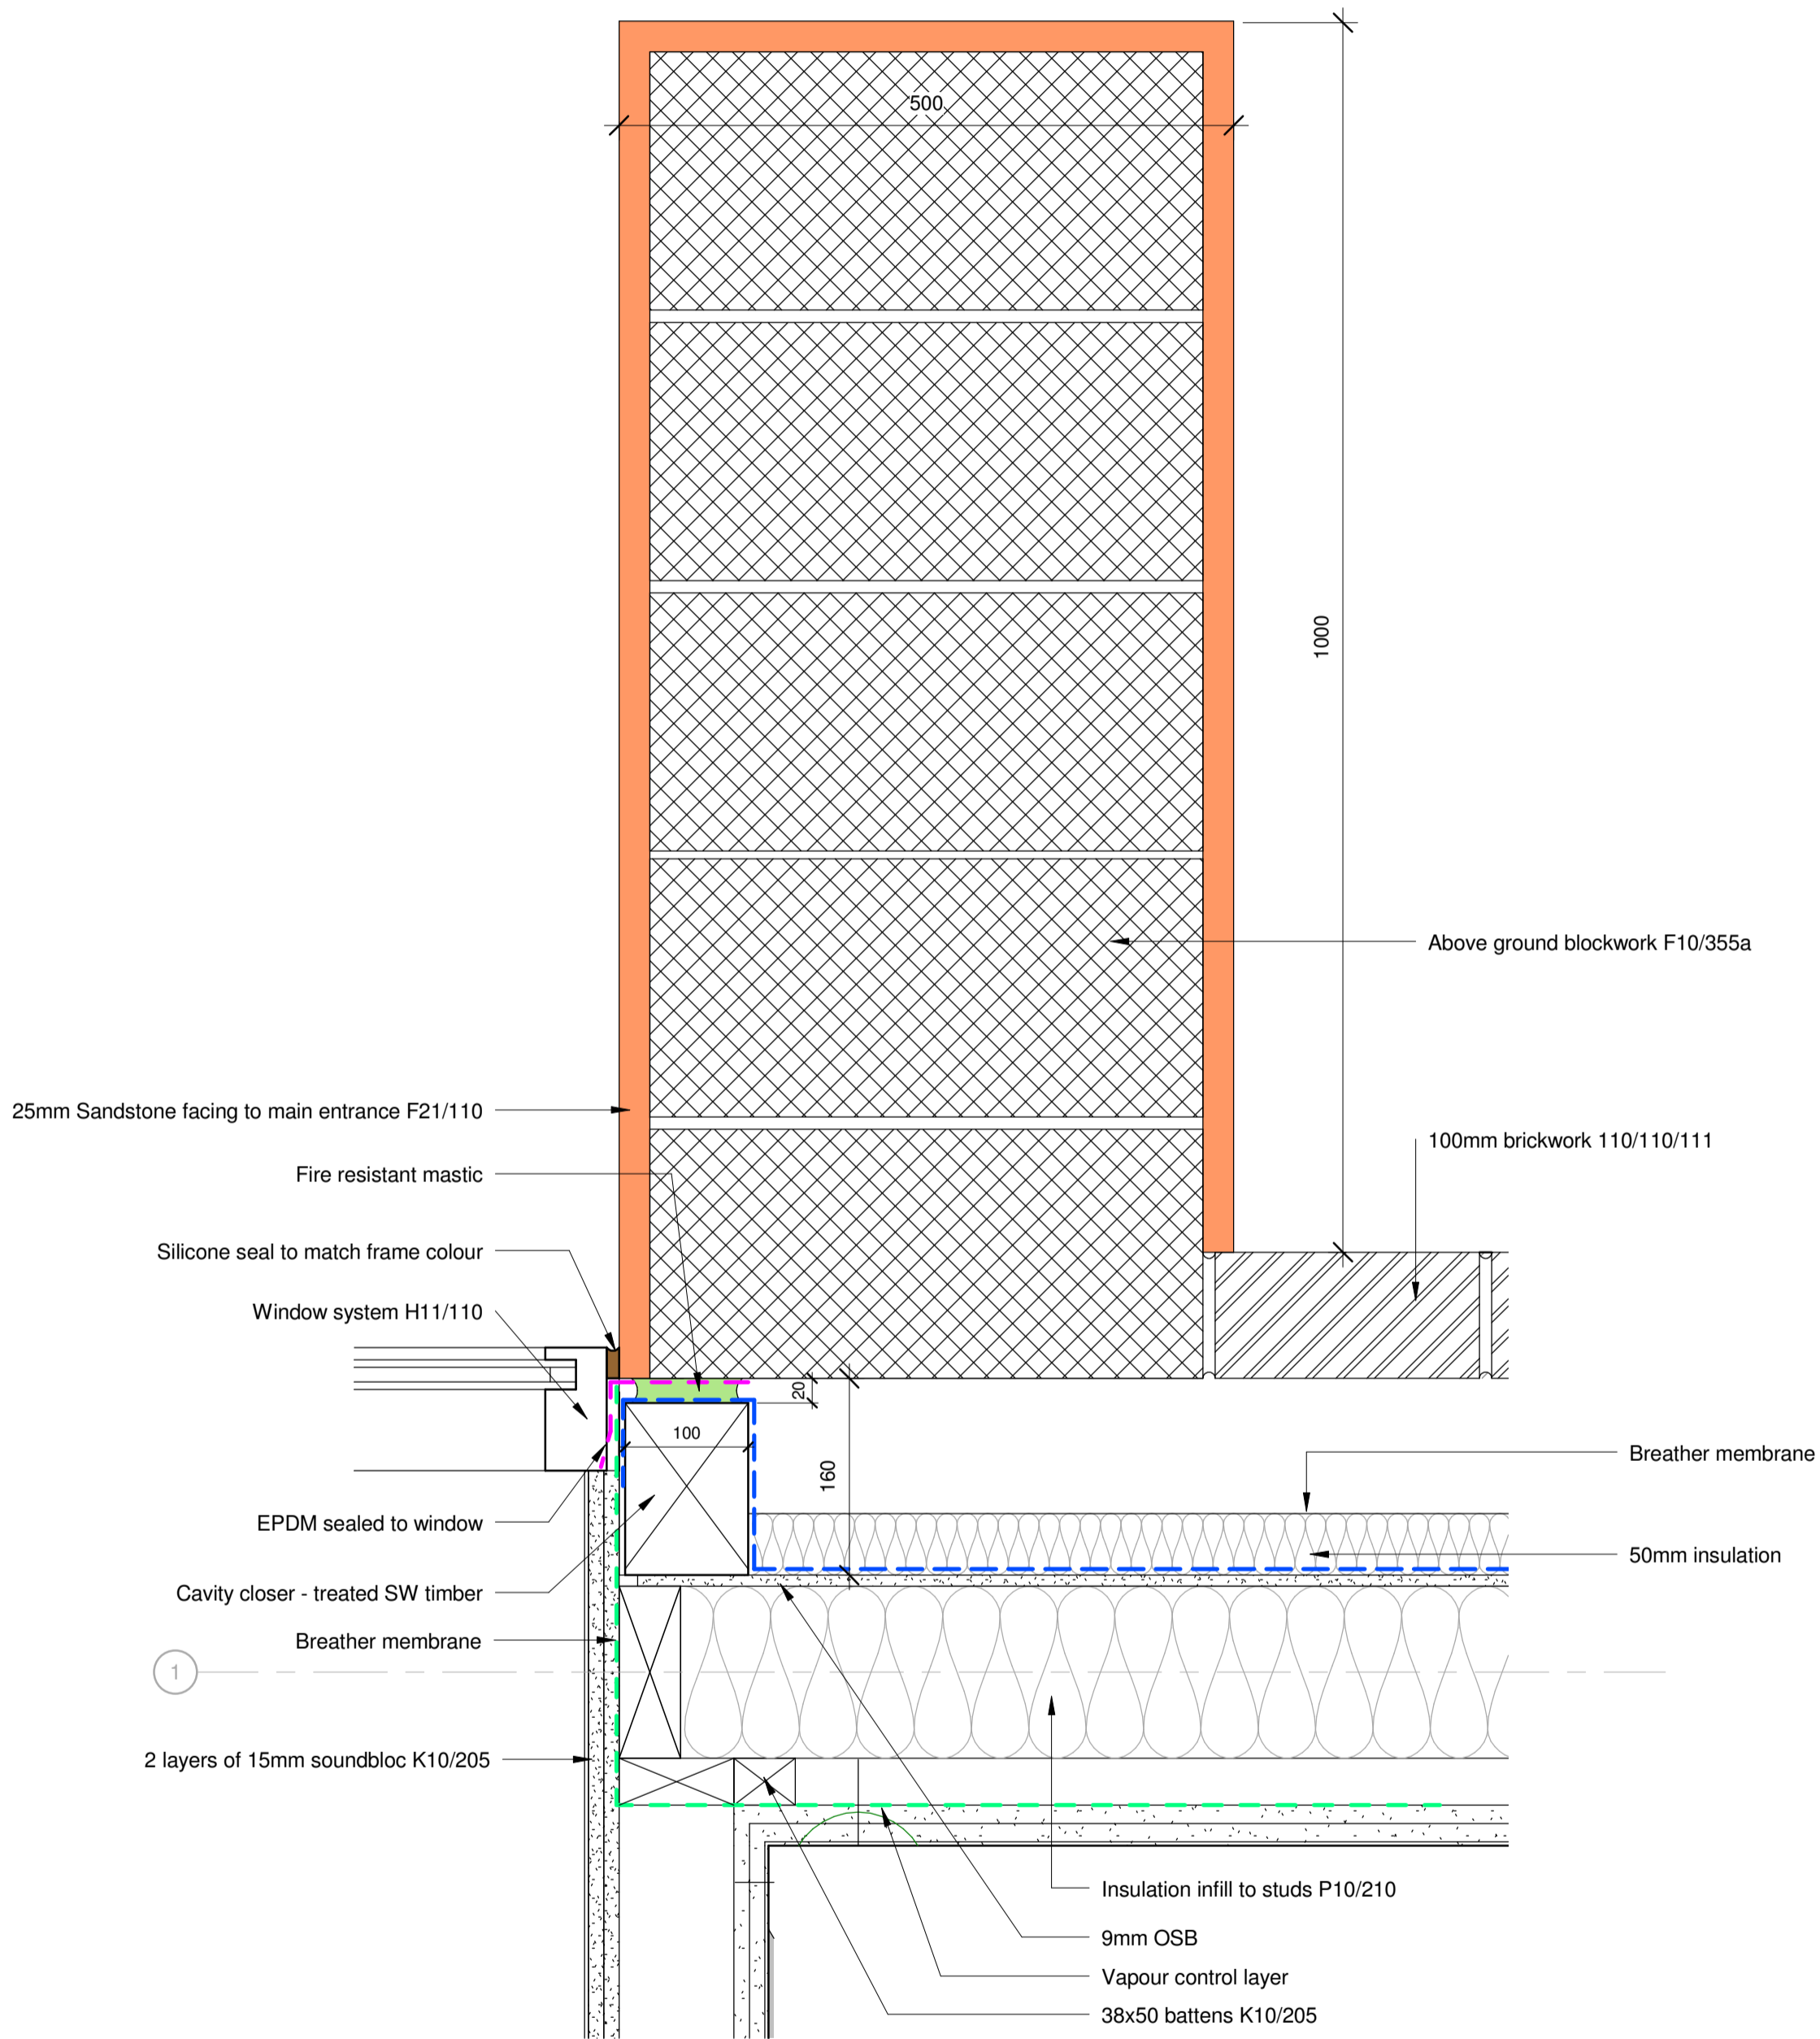 500
1000
Above ground blockwork F10/355a
25mm Sandstone facing to main entrance F21/110
100mm brickwork 110/110/111
Fire resistant mastic
Silicone seal to match frame colour
Window system H11/110
20
100
160
Breather membrane
EPDM sealed to window
50mm insulation
Cavity closer - treated SW timber
Breather membrane
1
2 layers of 15mm soundbloc K10/205
Insulation infill to studs P10/210
9mm OSB
Vapour control layer
38x50 battens K10/205